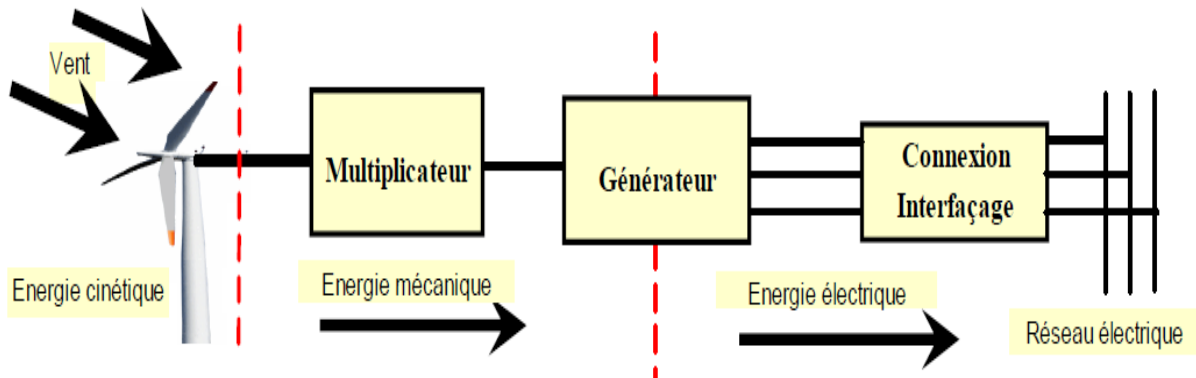 Vent
Multiplicateur
Générateur
Connexion
Interfaçage
Energie cinétique
Energie mécanique
Energie électrique
Réseau électrique